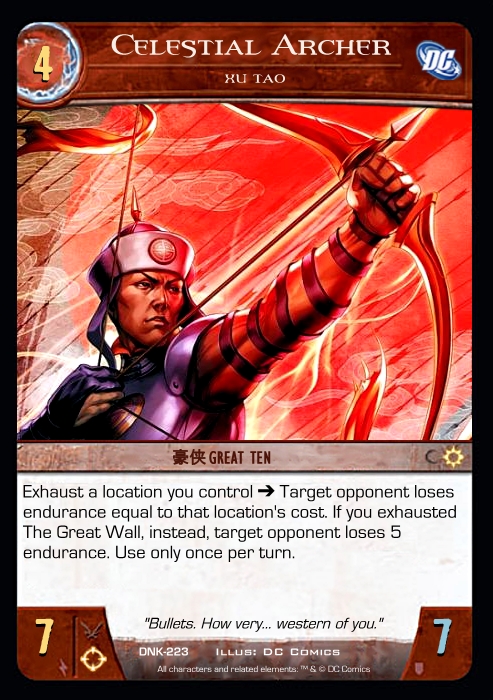 4
CELESTIAL ARCHER
XU TAO
DC
豪侠 GREAT TEN
Exhaust a location you control ➔ Target opponent loses
endurance equal to that location's cost. If you exhausted
The Great Wall, instead, target opponent loses 5
endurance. Use only once per turn.
"Bullets. How very... western of you."
7
7
DNK-223 ILLUS: DC COMICS
All characters and related elements: ™ & © DC Comics